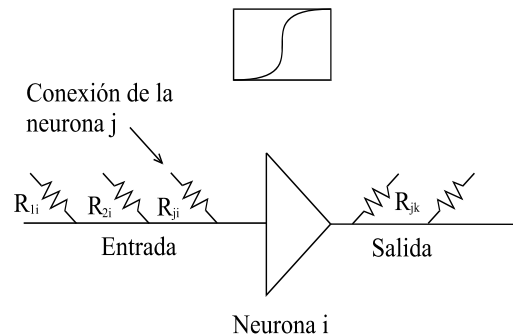 Conexión de la
neurona j
R1i
R2i
Rji
Rjk
Entrada
Salida
Neurona i